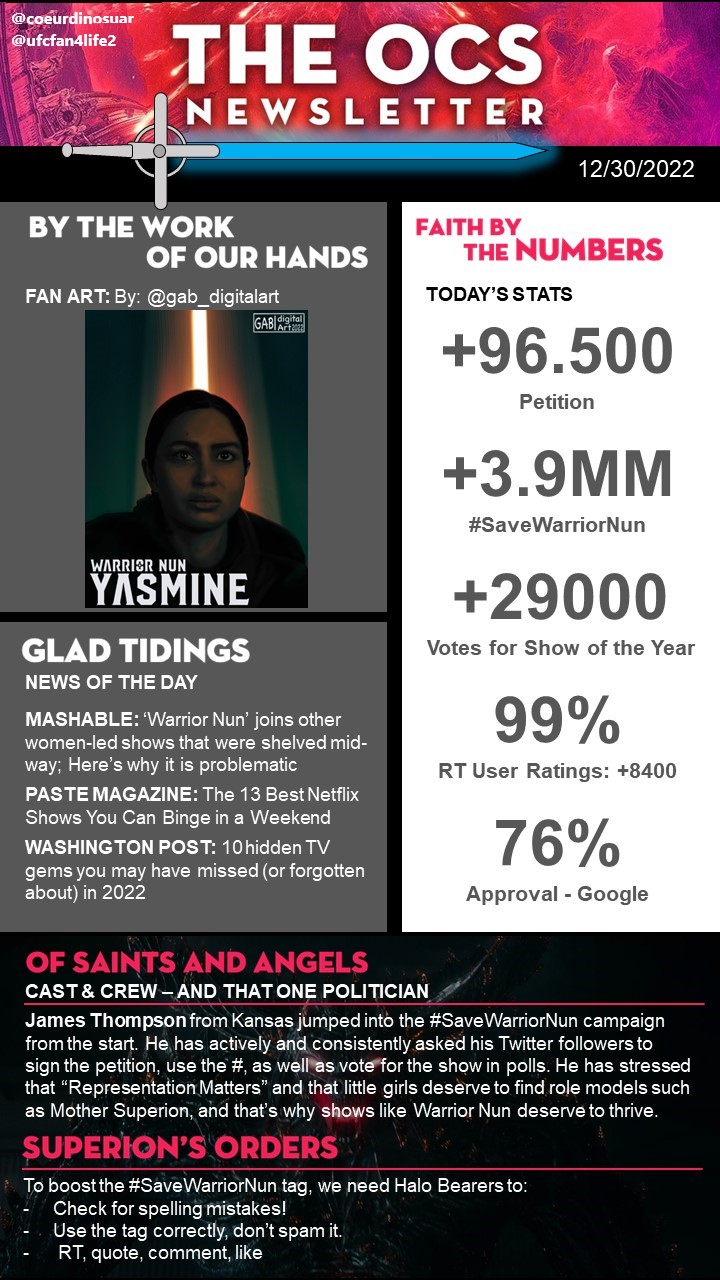 @coeurdinosuar
@ufcfan4life2
THE OCS
NEWSLETTER
12/30/2022
BY THE WORK
OF OUR HANDS
FAN ART: By: @gab_digitalart
GAB digital
Art 2022
WARRIOR NUN
YASMINE
GLAD TIDINGS
NEWS OF THE DAY
MASHABLE: ‘Warrior Nun’ joins other
women-led shows that were shelved mid-
way; Here’s why it is problematic
PASTE MAGAZINE: The 13 Best Netflix
Shows You Can Binge in a Weekend
WASHINGTON POST: 10 hidden TV
gems you may have missed (or forgotten
about) in 2022
FAITH BY
THE NUMBERS
TODAY’S STATS
+96.500
Petition
+3.9MM
#SaveWarriorNun
+29000
Votes for Show of the Year
99%
RT User Ratings: +8400
76%
Approval - Google
OF SAINTS AND ANGELS
CAST & CREW – AND THAT ONE POLITICIAN
James Thompson from Kansas jumped into the #SaveWarriorNun campaign
from the start. He has actively and consistently asked his Twitter followers to
sign the petition, use the #, as well as vote for the show in polls. He has stressed
that “Representation Matters” and that little girls deserve to find role models such
as Mother Superion, and that’s why shows like Warrior Nun deserve to thrive.
SUPERION’S ORDERS
To boost the #SaveWarriorNun tag, we need Halo Bearers to:
- Check for spelling mistakes!
- Use the tag correctly, don’t spam it.
- RT, quote, comment, like